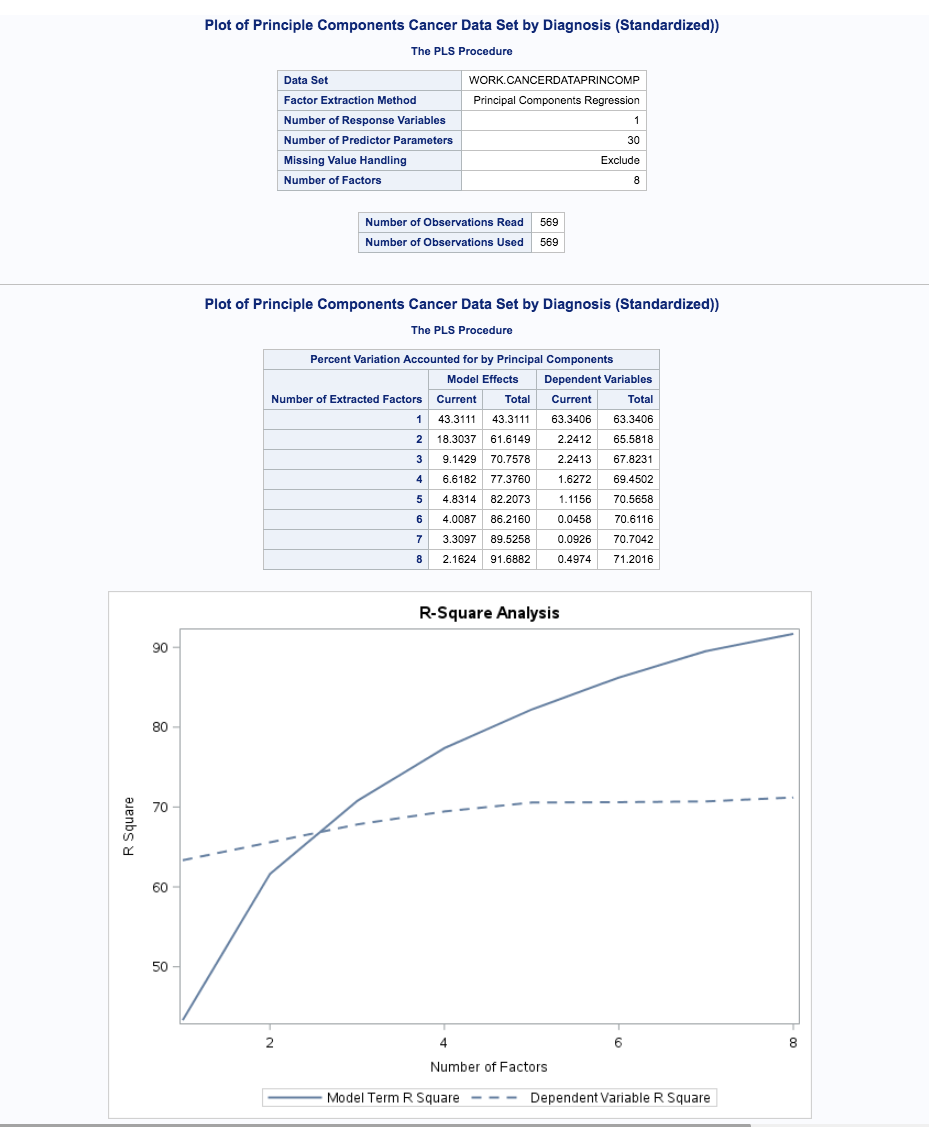 Plot of Principle Components Cancer Data Set by Diagnosis (Standardized))
The PLS Procedure
Data Set WORK.CANCERDATAPRINCOMP
Factor Extraction Method Principal Components Regression
Number of Response Variables 1
Number of Predictor Parameters 30
Missing Value Handling Exclude
Number of Factors 8
Number of Observations Read 569
Number of Observations Used 569
Plot of Principle Components Cancer Data Set by Diagnosis (Standardized))
The PLS Procedure
Percent Variation Accounted for by Principal Components
Model Effects Dependent Variables
Number of Extracted Factors Current Total Current Total
1 43.3111 43.3111 63.3406 63.3406
2 18.3037 61.6149 2.2412 65.5818
3 9.1429 70.7578 2.2413 67.8231
4 6.6182 77.3760 1.6272 69.4502
5 4.8314 82.2073 1.1156 70.5658
6 4.0087 86.2160 0.0458 70.6116
7 3.3097 89.5258 0.0926 70.7042
8 2.1624 91.6882 0.4974 71.2016
R-Square Analysis
90
80
70
60
50
R Square
2 4 6 8
Number of Factors
Model Term R Square Dependent Variable R Square